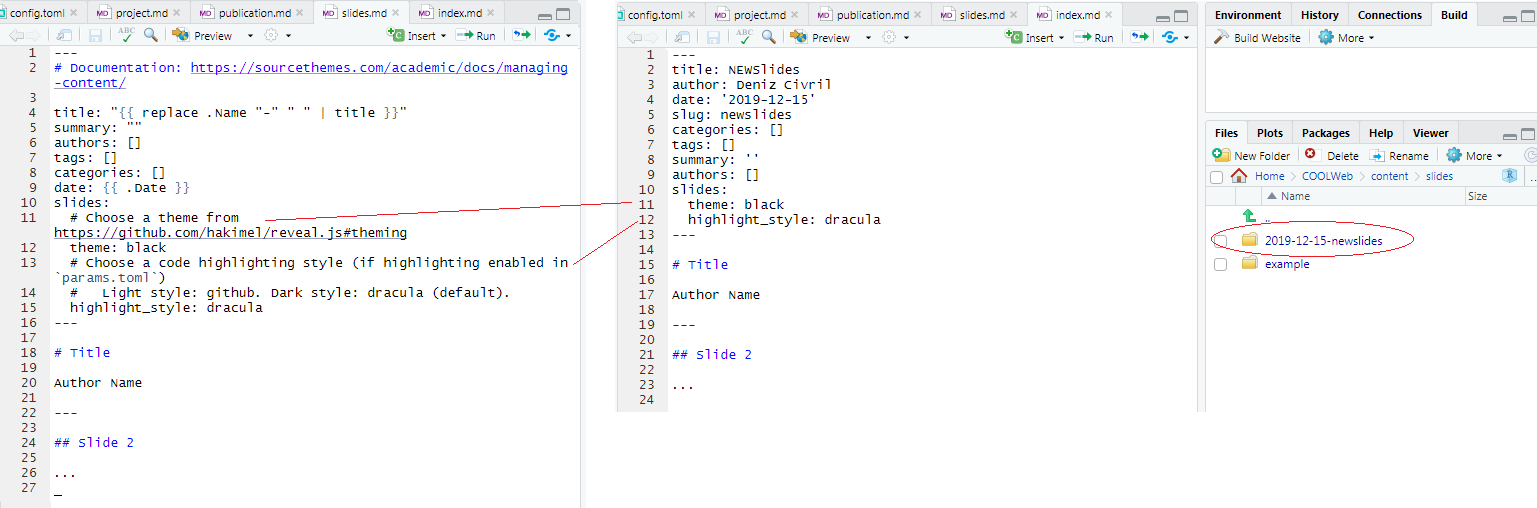 config.toml × project.md × publication.md × slides.md × index.md ×
ABC Preview Insert Run
1 ---
2 # Documentation: https://sourcethemes.com/academic/docs/managing
-content/
3
4 title: "{{ replace .Name "-" " " | title }}"
5 summary: ""
6 authors: []
7 tags: []
8 categories: []
9 date: {{ .Date }}
10 slides:
11 # Choose a theme from
https://github.com/hakimel/reveal.js#theming
12 theme: black
13 # Choose a code highlighting style (if highlighting enabled in
`params.toml`)
14 #   Light style: github. Dark style: dracula (default).
15 highlight_style: dracula
16 ---
17
18 # Title
19
20 Author Name
21
22 ---
23
24 ## Slide 2
25
26 ...
27
config.toml × project.md × publication.md × slides.md × index.md ×
ABC Preview Insert Run
1 ---
2 title: NEWSlides
3 author: Deniz Civril
4 date: '2019-12-15'
5 slug: newslides
6 categories: []
7 tags: []
8 summary: ''
9 authors: []
10 slides:
11 theme: black
12 highlight_style: dracula
13 ---
14
15 # Title
16
17 Author Name
18
19 ---
20
21 ## Slide 2
22
23 ...
24
Environment History Connections Build
Build Website More
Files Plots Packages Help Viewer
New Folder Delete Rename More
Home > COOLWeb > content > slides
Name Size
..
2019-12-15-newslides
example